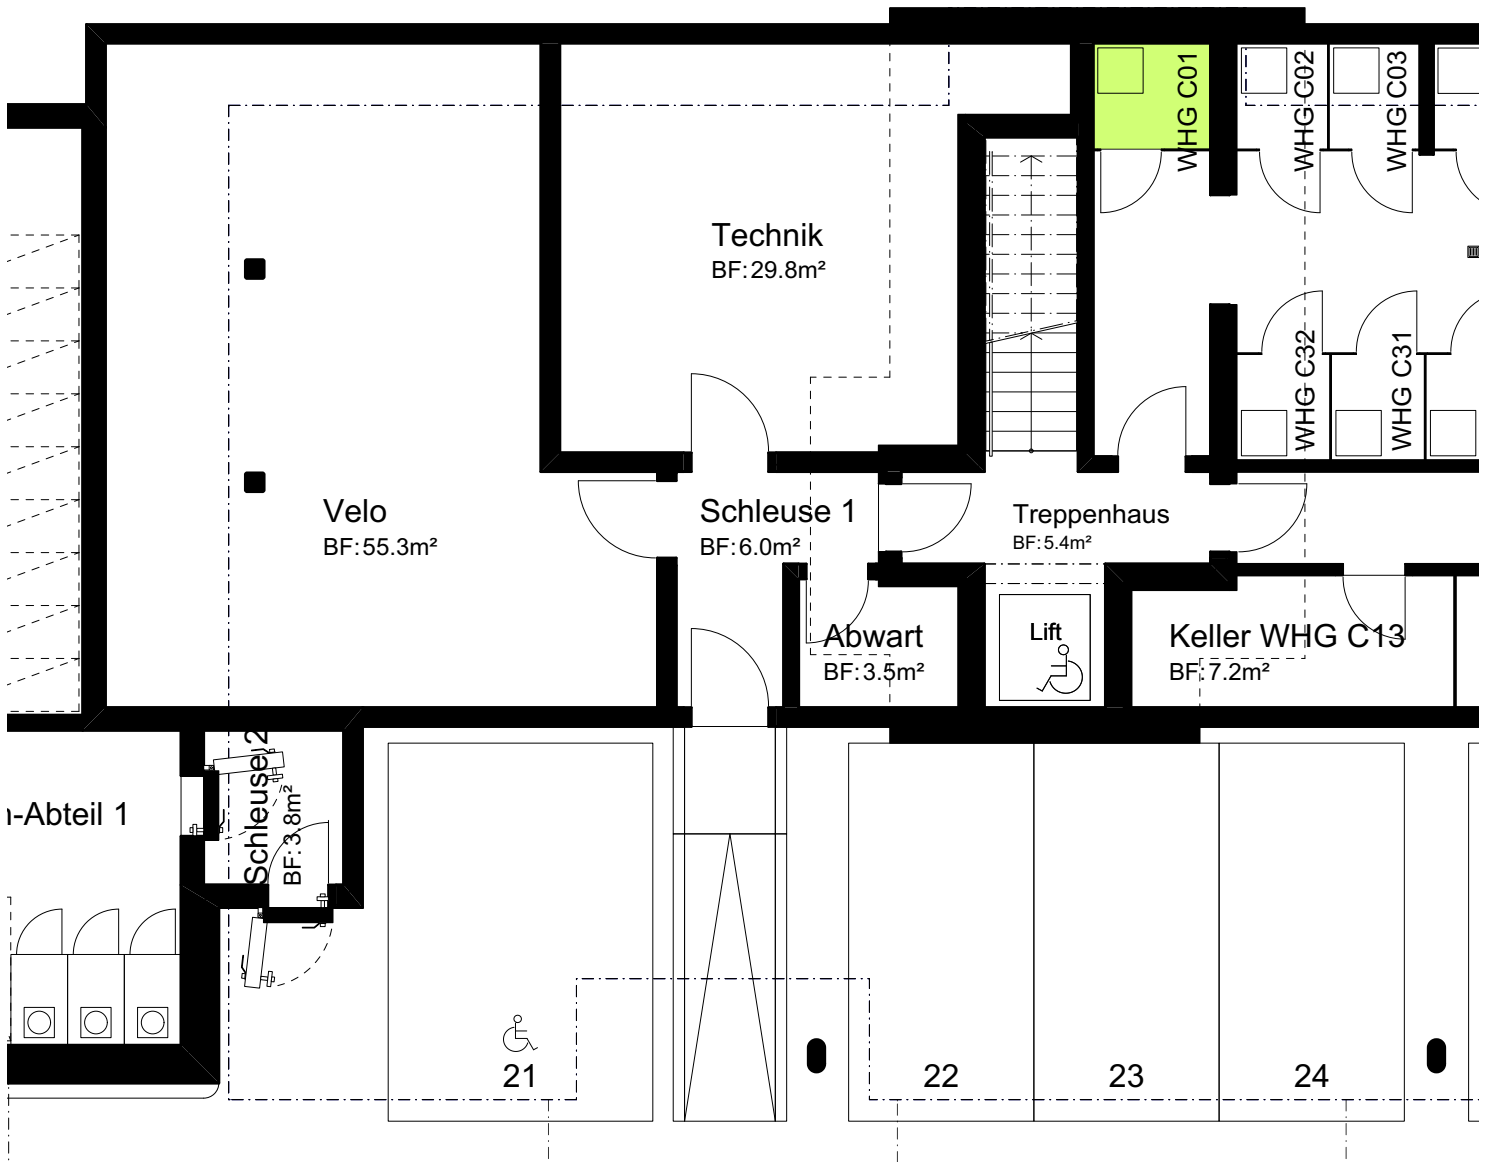 WHG C01
WHG C02
WHG C03
Technik
BF:29.8m²
WHG C32
WHG C31
Velo
BF:55.3m²
Schleuse 1
BF:6.0m²
Treppenhaus
BF:5.4m²
Abwart
BF:3.5m²
Lift
Keller WHG C13
BF:7.2m²
Schleuse 2
BF:3.8m²
-Abteil 1
21
22
23
24